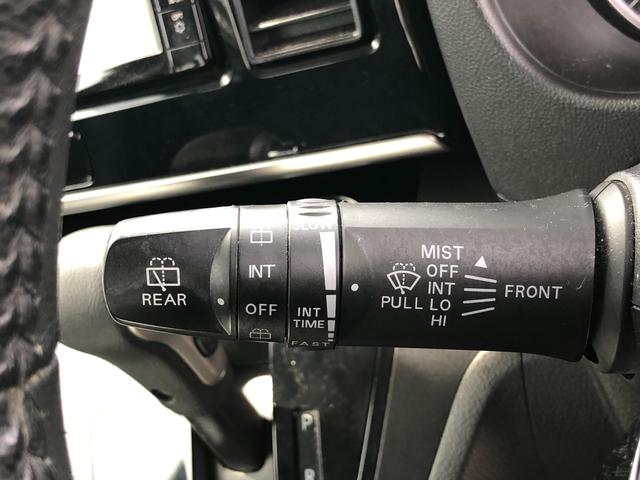 REAR
INT
OFF
SLOW
INT
TIME
FAST
PULL
MIST
OFF
INT
LO
HI
FRONT
P
R